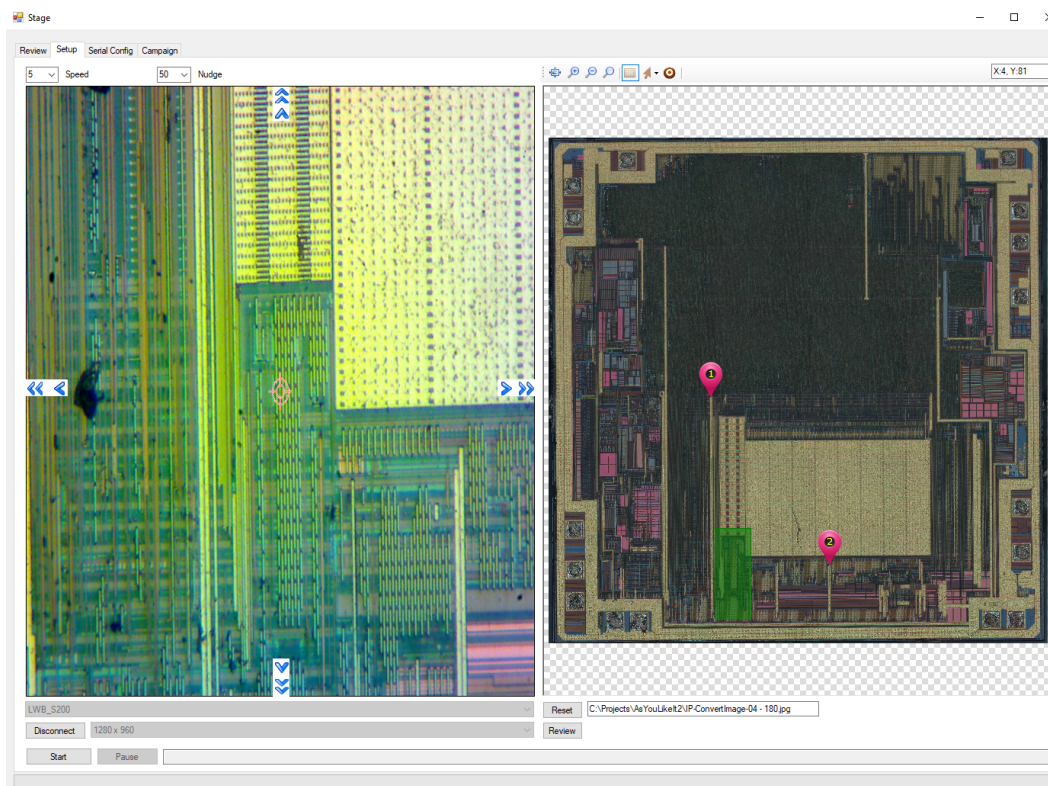 Stage
Review Setup Serial Config Campaign
5 Speed 50 Nudge
X:4, Y:81
1
2
LWB_S200
Reset C:\Projects\AsYouLikeIt2\IP-ConvertImage-04 - 180.jpg
Disconnect 1280 x 960
Review
Start Pause